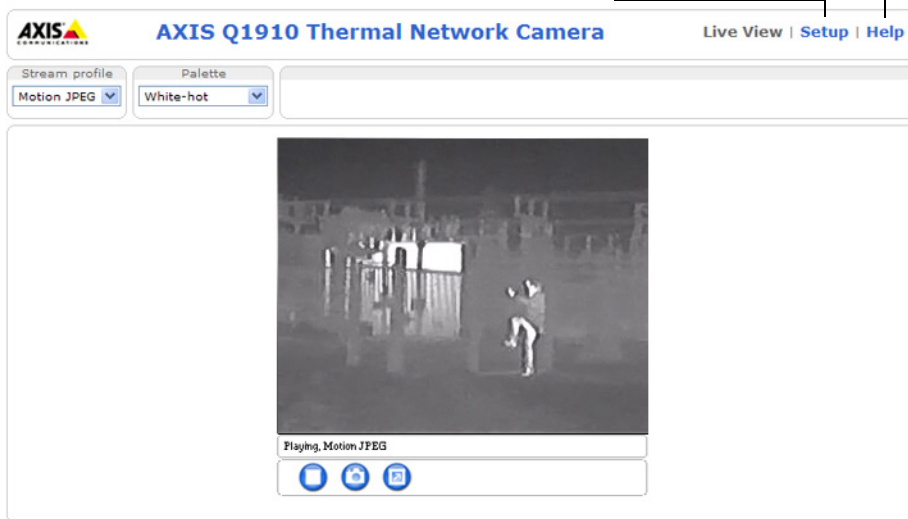 AXIS
COMMUNICATIONS
AXIS Q1910 Thermal Network Camera
Live View | Setup | Help
Stream profile
Palette
Motion JPEG
White-hot
Playing, Motion JPEG